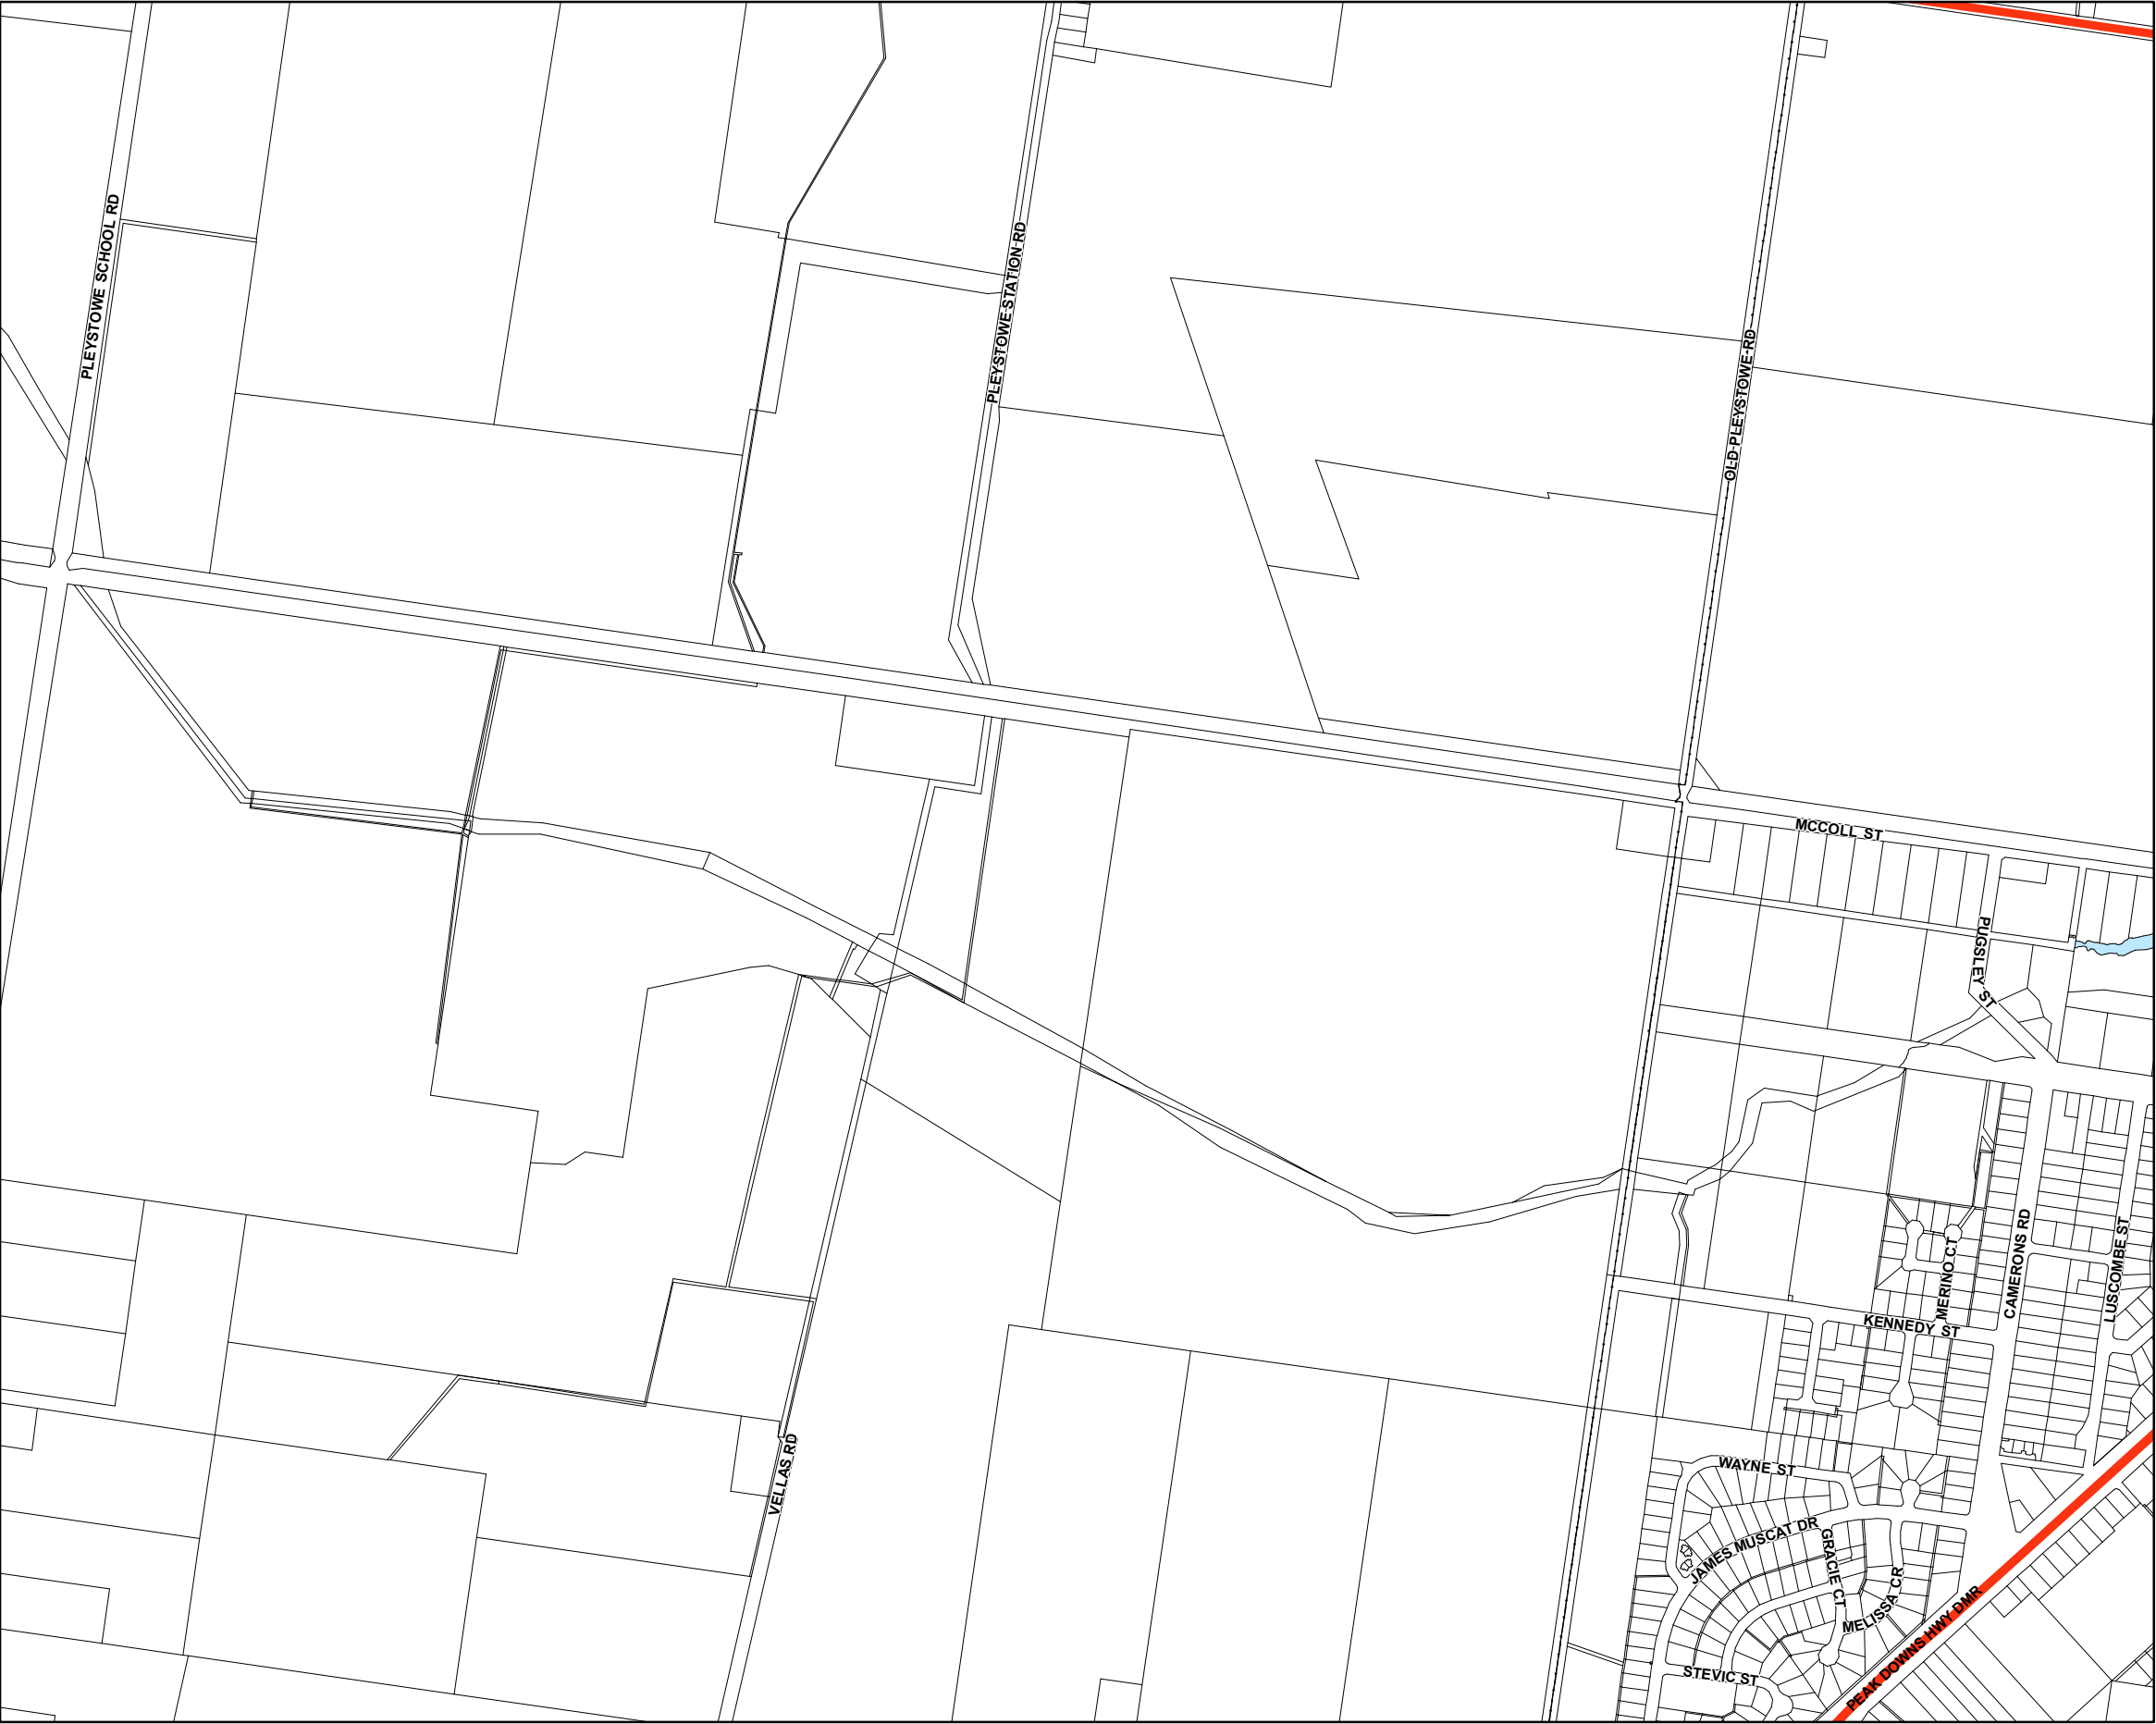 PLEYSTOWE SCHOOL RD
PLEYSTOWE STATION RD
OLD PLEYSTOWE RD
MCCOLL ST
PUGSLEY ST
CAMERONS RD
LUSCOMBE ST
MERINO CT
KENNEDY ST
VELLAS RD
WAYNE ST
JAMES MUSCAT DR
GRACIE CT
MELISSA CR
STEVIC ST
PEAK DOWNS HWY DMR